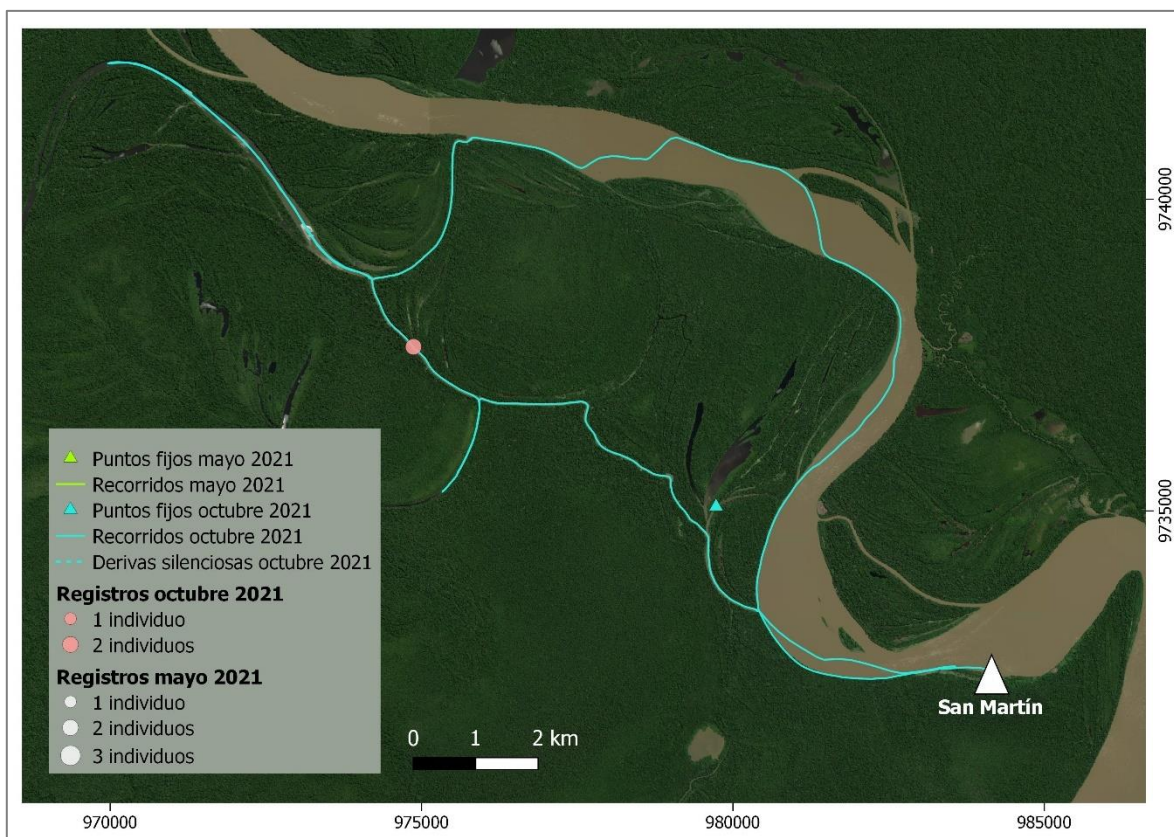 9740000
9735000
Puntos fijos mayo 2021
Recorridos mayo 2021
Puntos fijos octubre 2021
Recorridos octubre 2021
Derivas silenciosas octubre 2021
Registros octubre 2021
1 individuo
2 individuos
Registros mayo 2021
1 individuo
2 individuos
3 individuos
0 1 2 km
San Martín
970000 975000 980000 985000